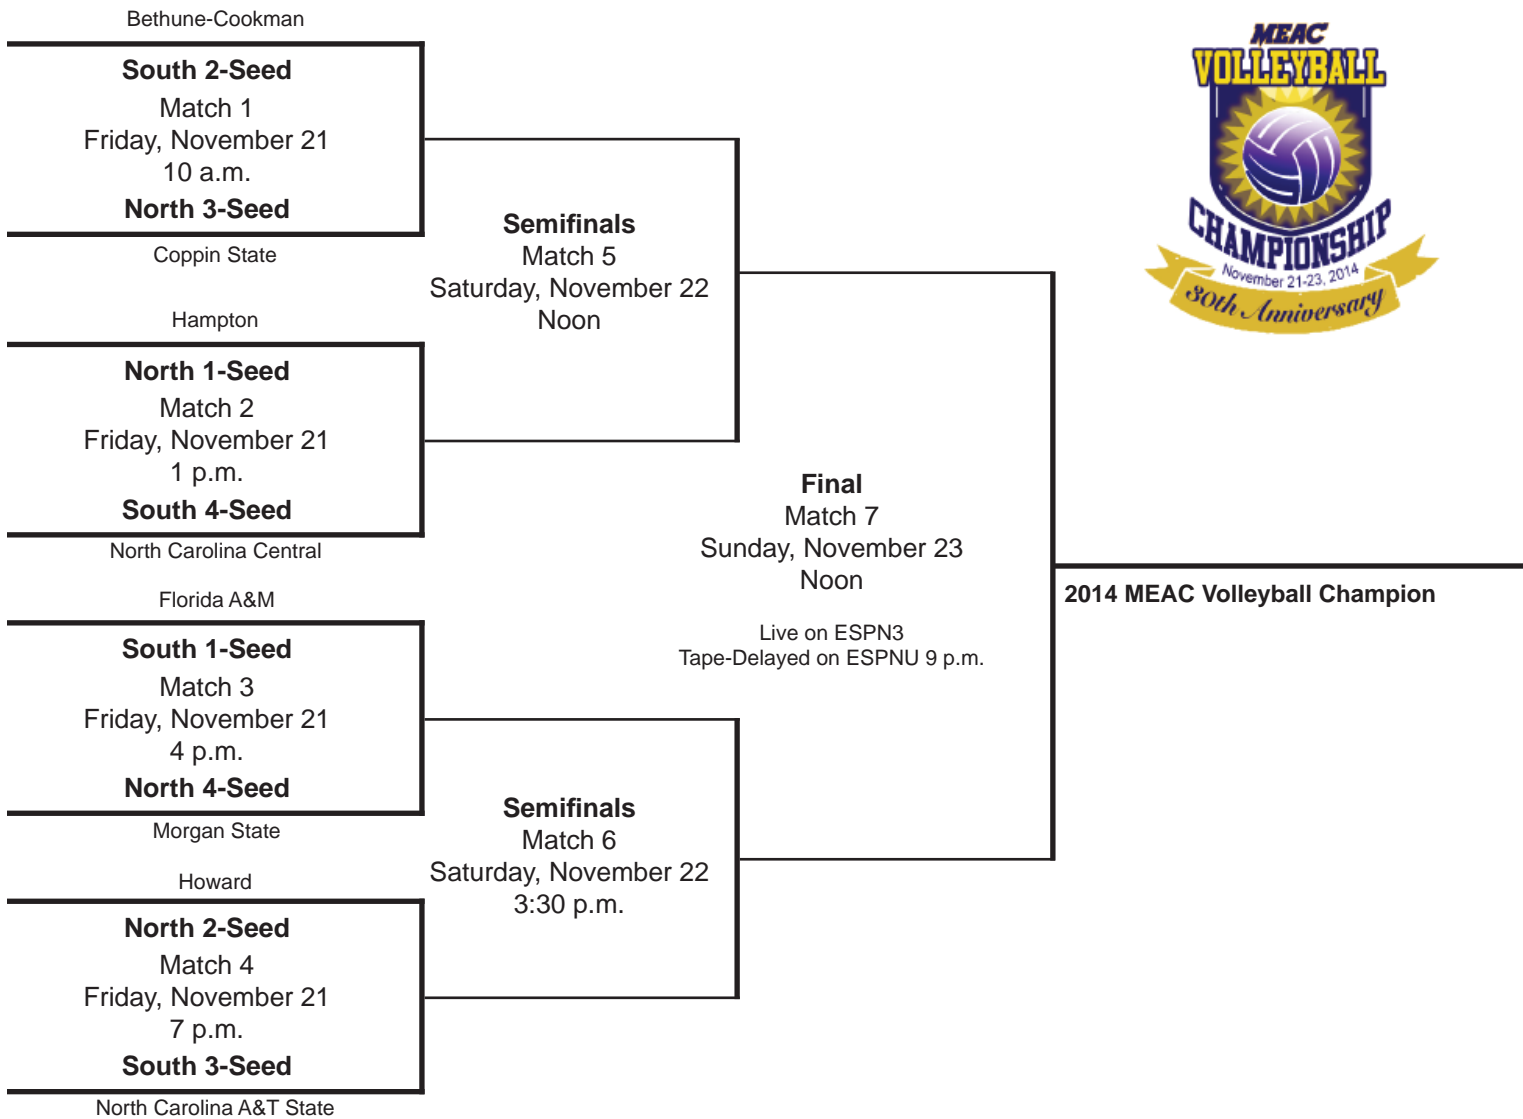 Bethune-Cookman
South 2-Seed
Match 1
Friday, November 21
10 a.m.
North 3-Seed
Coppin State
Hampton
North 1-Seed
Match 2
Friday, November 21
1 p.m.
South 4-Seed
North Carolina Central
Florida A&M
South 1-Seed
Match 3
Friday, November 21
4 p.m.
North 4-Seed
Morgan State
Howard
North 2-Seed
Match 4
Friday, November 21
7 p.m.
South 3-Seed
North Carolina A&T State
Semifinals
Match 5
Saturday, November 22
Noon
Semifinals
Match 6
Saturday, November 22
3:30 p.m.
Final
Match 7
Sunday, November 23
Noon
Live on ESPN3
Tape-Delayed on ESPNU 9 p.m.
2014 MEAC Volleyball Champion
MEAC
VOLLEYBALL
CHAMPIONSHIP
November 21-23, 2014
30th Anniversary